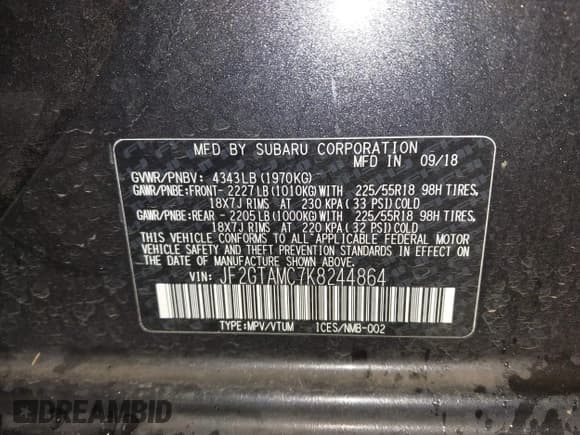 MFD BY SUBARU CORPORATION
MFD. IN 09/18
GVWR/PNBV: 4343LB (1970KG)
GAWR/PNBE:FRONT- 2227LB(1010KG)WITH 225/55R18 98H TIRES,
18X7J RIMS AT 230 KPA(33 PSI)COLD
GAWR/PNBE:REAR - 2205LB(1000KG)WITH 225/55R18 98H TIRES,
18X7J RIMS AT 220 KPA(32 PSI)COLD
THIS VEHICLE CONFORMS TO ALL APPLICABLE FEDERAL MOTOR
VEHICLE SAFETY AND THEFT PREVENTION STANDARDS IN EFFECT ON
THE DATE OF MANUFACTURE SHOWN ABOVE.
VIN: JF2GTAMC7K8244864
TYPE:MPV/VTUM ICES/NMB-002
DREAMBID